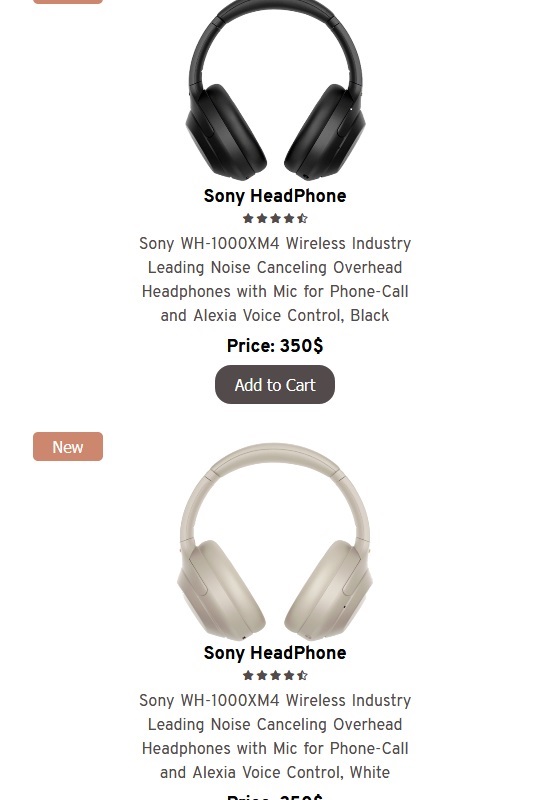 Sony HeadPhone
Sony WH-1000XM4 Wireless Industry
Leading Noise Canceling Overhead
Headphones with Mic for Phone-Call
and Alexia Voice Control, Black
Price: 350$
Add to Cart
New
Sony HeadPhone
Sony WH-1000XM4 Wireless Industry
Leading Noise Canceling Overhead
Headphones with Mic for Phone-Call
and Alexia Voice Control, White
Price: 350$